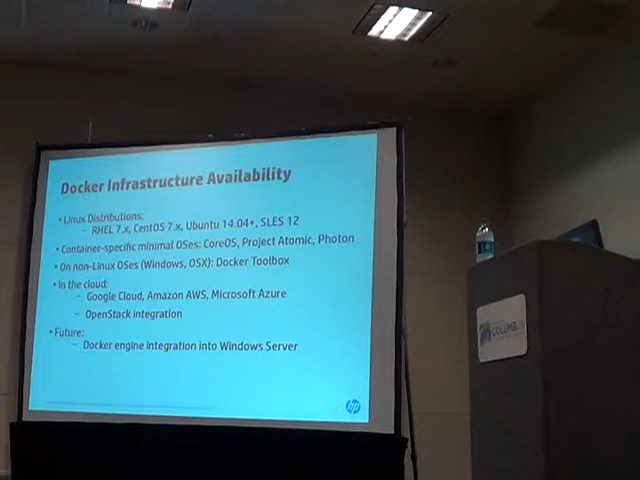 Docker Infrastructure Availability
• Linux Distributions:
– RHEL 7.x, CentOS 7.x, Ubuntu 14.04+, SLES 12
• Container-specific minimal OSes: CoreOS, Project Atomic, Photon
• On non-Linux OSes (Windows, OSX): Docker Toolbox
• In the cloud:
– Google Cloud, Amazon AWS, Microsoft Azure
– OpenStack integration
• Future:
– Docker engine integration into Windows Server
hp